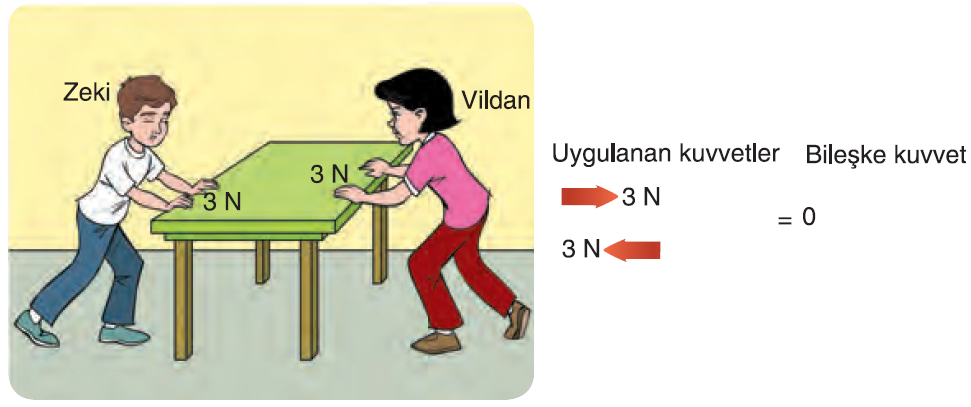 Zeki
Vildan
3 N
3 N
Uygulanan kuvvetler Bileşke kuvvet
3 N
= 0
3 N